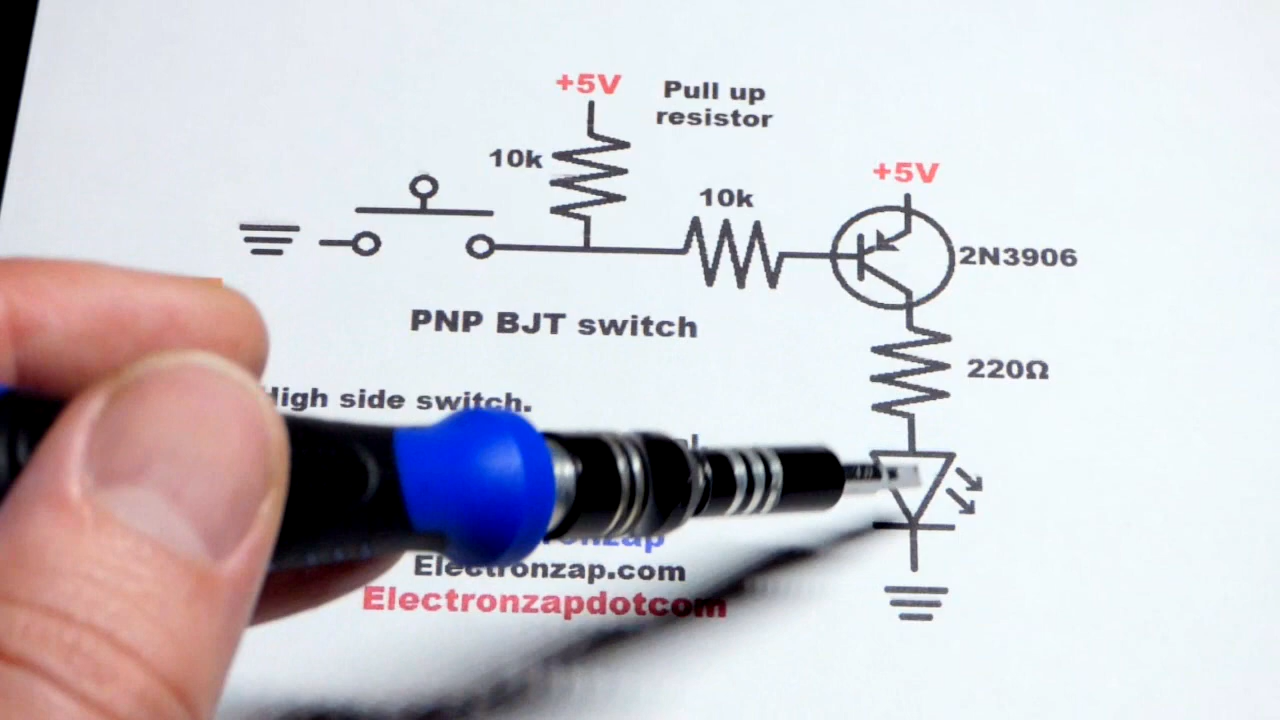 +5V
Pull up
resistor
10k
10k
+5V
2N3906
PNP BJT switch
220Ω
High side switch.
Electronzap.com
Electronzapdotcom